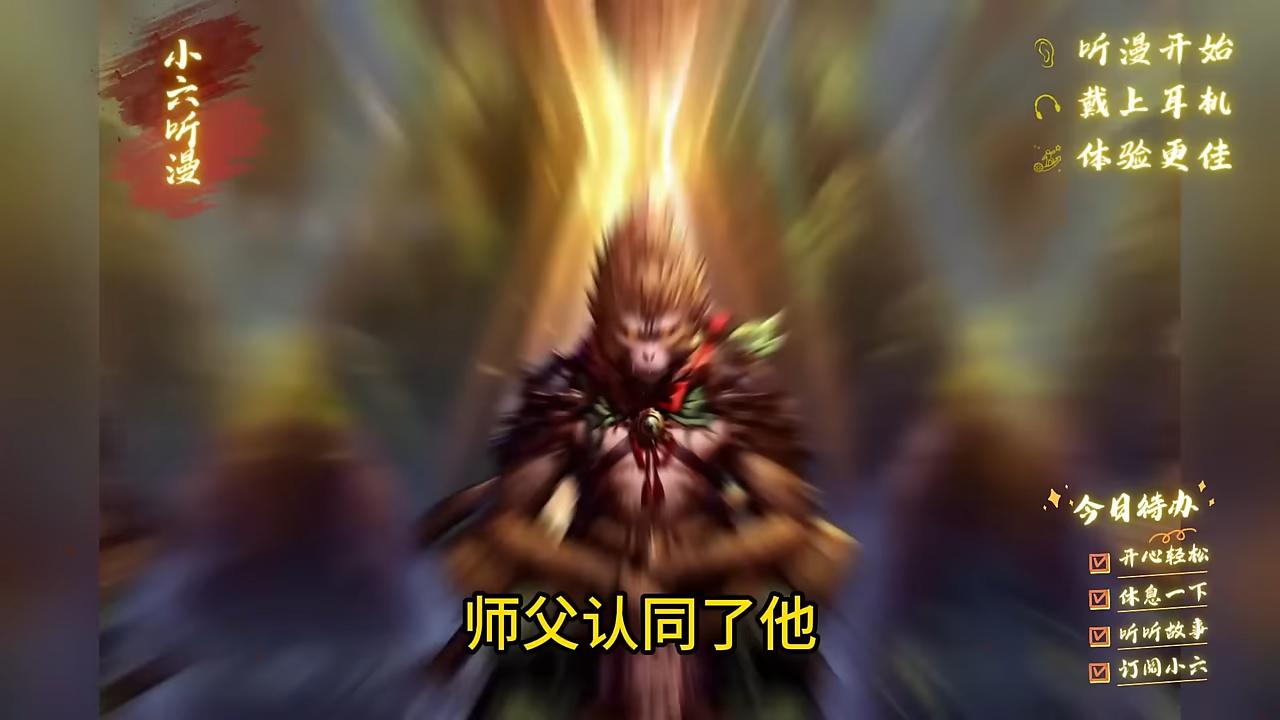 小六听漫
听漫开始
戴上耳机
体验更佳
今日待办
开心轻松
休息一下
听听故事
订阅小六
师父认同了他